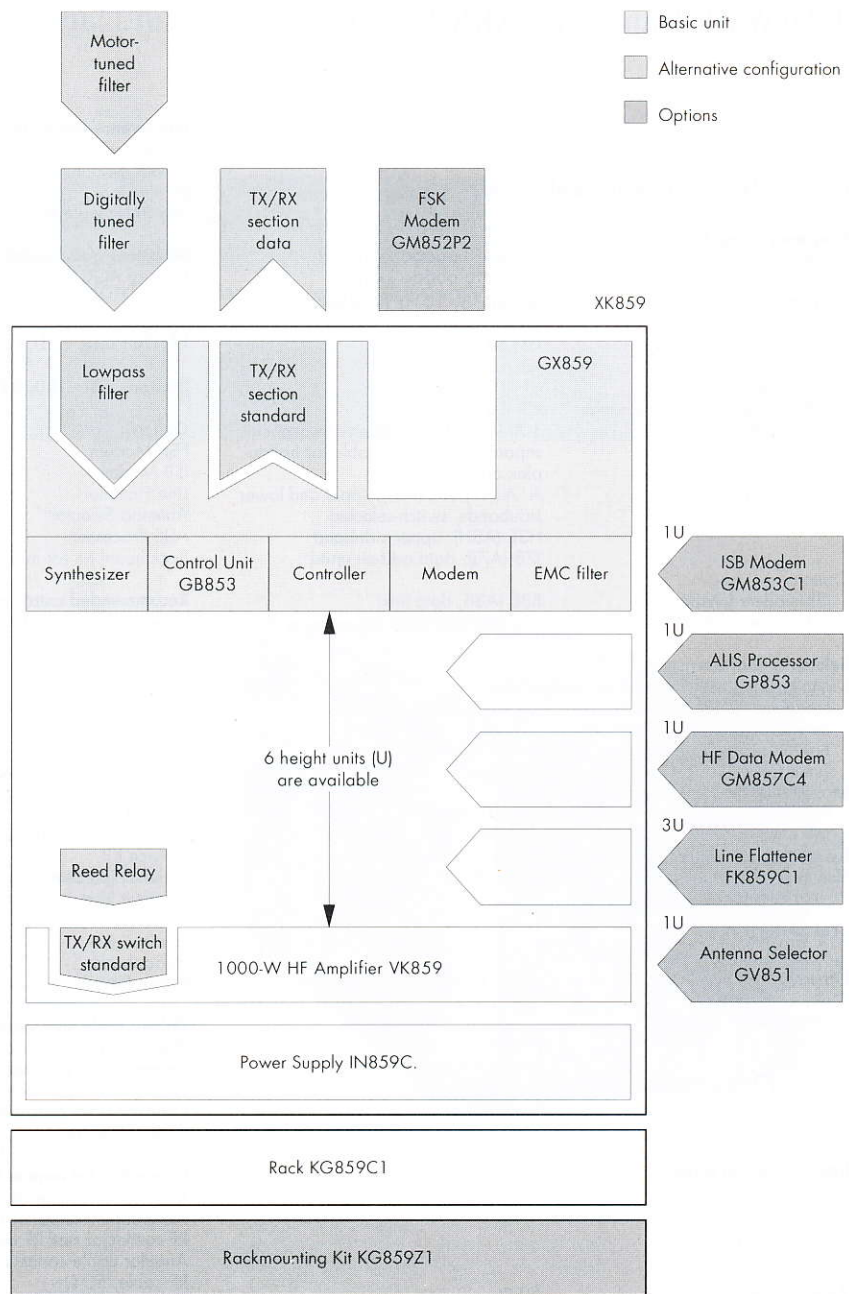 Motor-
tuned
filter
Basic unit
Alternative configuration
Options
Digitally
tuned
filter
TX/RX
section
data
FSK
Modem
GM852P2
XK859
Lowpass
filter
TX/RX
section
standard
GX859
Synthesizer
Control Unit
GB853
Controller
Modem
EMC filter
1U
ISB Modem
GM853C1
1U
ALIS Processor
GP853
6 height units (U)
are available
1U
HF Data Modem
GM857C4
3U
Line Flattener
FK859C1
Reed Relay
TX/RX switch
standard
1000-W HF Amplifier VK859
1U
Antenna Selector
GV851
Power Supply IN859C.
Rack KG859C1
Rackmounting Kit KG859Z1